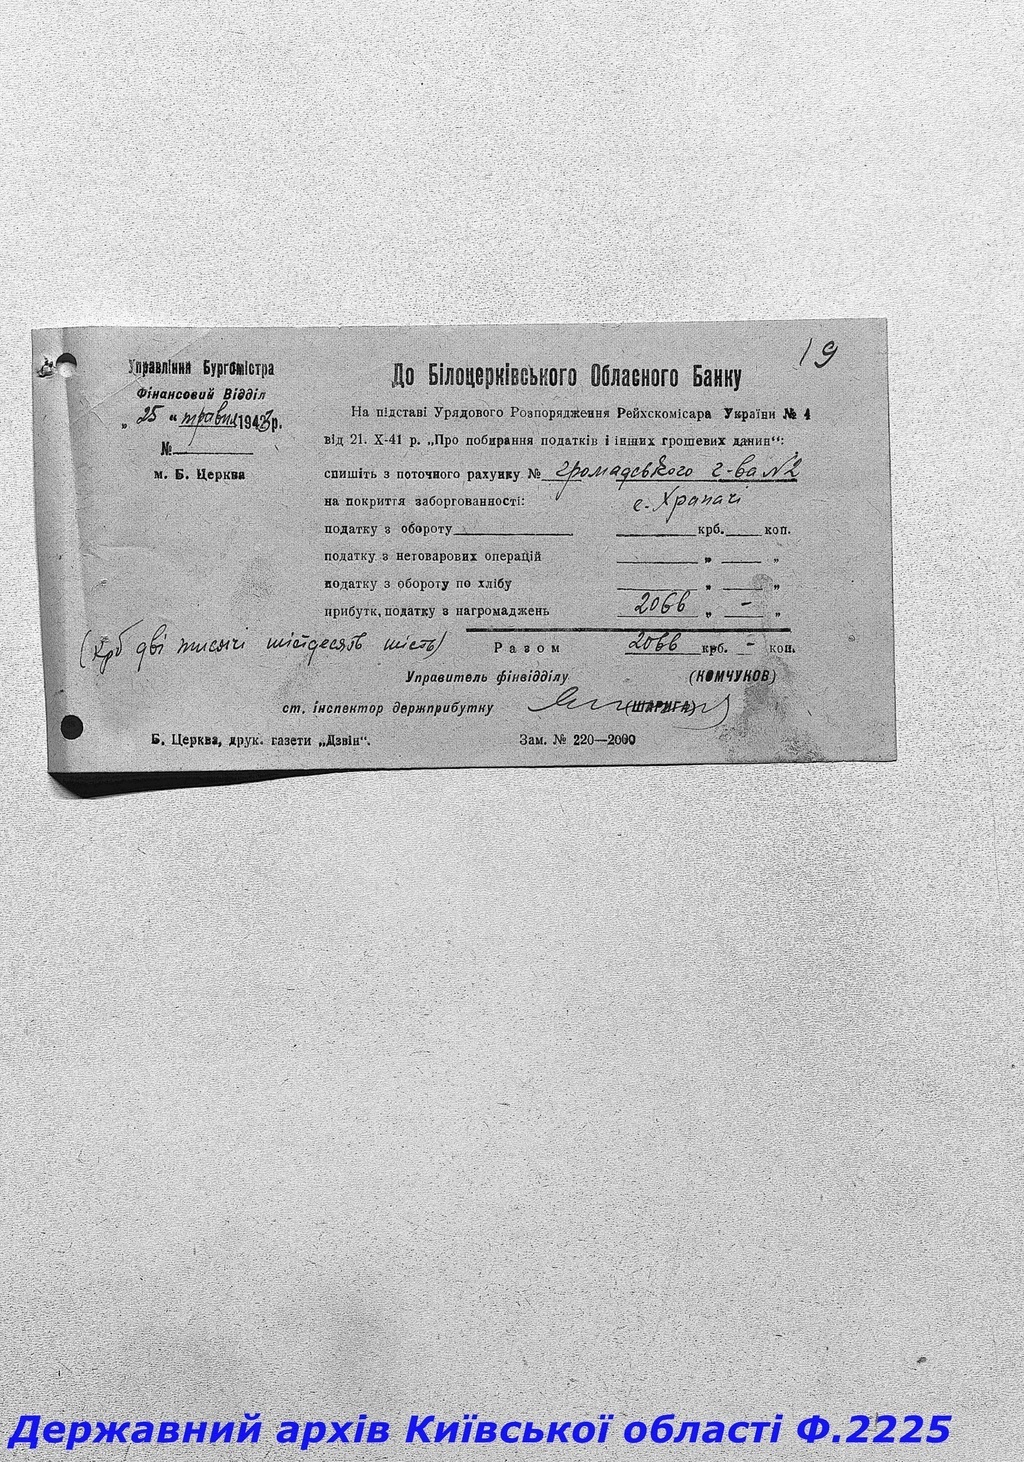 19
Управління Бургомістра
Фінансовий Відділ
„ 25 “ травня 1943р.
№
м. Б. Церква
До Білоцерківського Обласного Банку
На підставі Урядового Розпорядження Рейхскомісара України № 4
від 21. X-41 р. „Про побирання податків і інших грошевих данин“:
спишіть з поточного рахунку № громадського г-ва №2
на покриття заборгованності: с. Храпачі
податку з обороту крб. коп.
податку з нетоварових операцій „ „
податку з обороту по хлібу „ „
прибутк, податку з нагромаджень 2066 „ - „
(крб дві тисячі шістдесять шість) Разом 2066 крб. - коп.
Управитель фінвідділу (КОМЧУКОВ)
ст. інспектор держприбутку (ШАРИГА)
Б. Церква, друк. газети „Дзвін“. Зам. № 220—2000
Державний архів Київської області Ф.2225